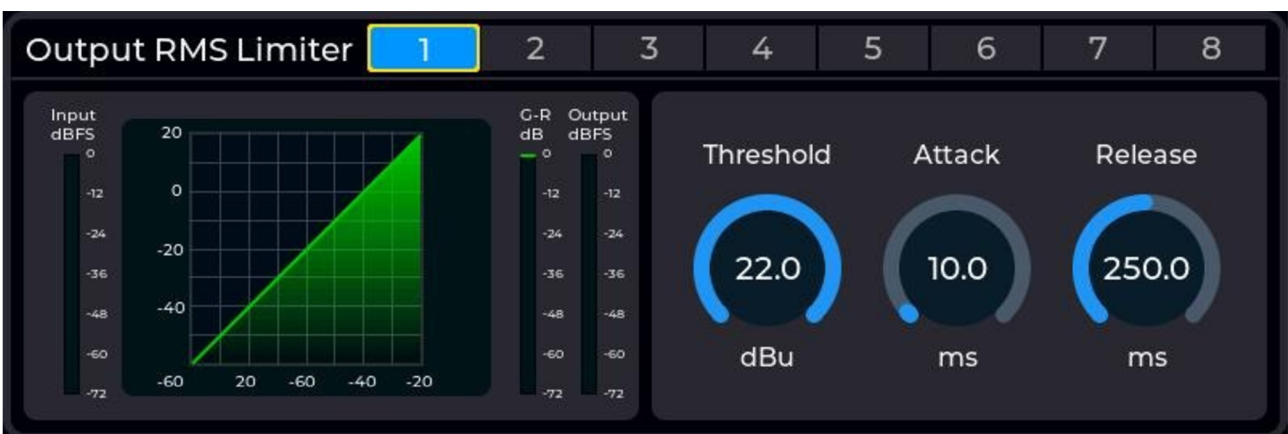 Output RMS Limiter 1 2 3 4 5 6 7 8
Input
dBFS
0
-12
-24
-36
-48
-60
-72
20
0
-20
-40
-60 20 -60 -40 -20
G-R Output
dB dBFS
0 0
-12 -12
-24 -24
-36 -36
-48 -48
-60 -60
-72 -72
Threshold Attack Release
22.0 10.0 250.0
dBu ms ms